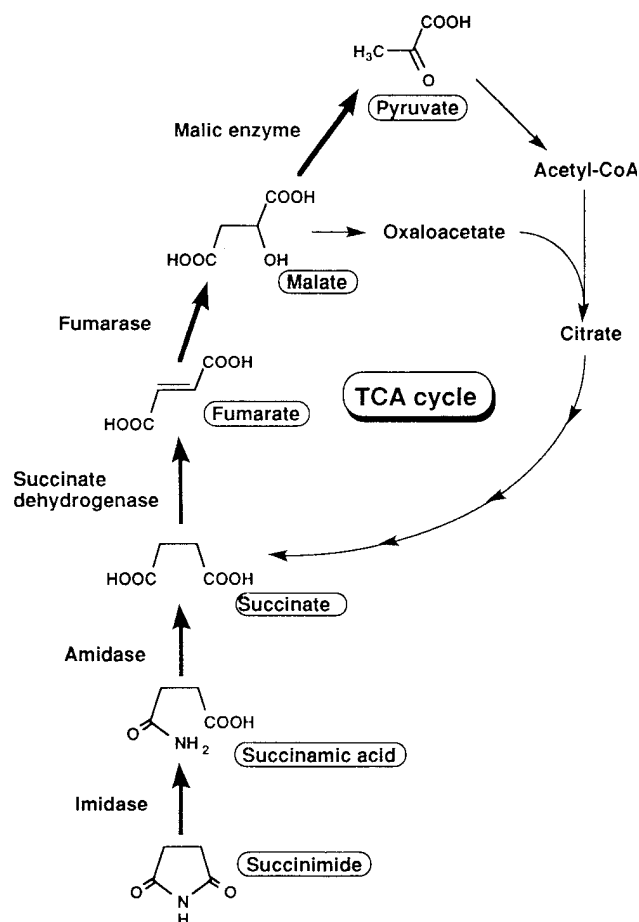 COOH
H₃C
O
Pyruvate
Malic enzyme
Acetyl-CoA
COOH
Oxaloacetate
HOOC
OH
Malate
Fumarase
Citrate
COOH
TCA cycle
HOOC
Fumarate
Succinate
dehydrogenase
HOOC
COOH
Succinate
Amidase
O
NH₂
COOH
Succinamic acid
Imidase
Succinimide
O
N
H
O